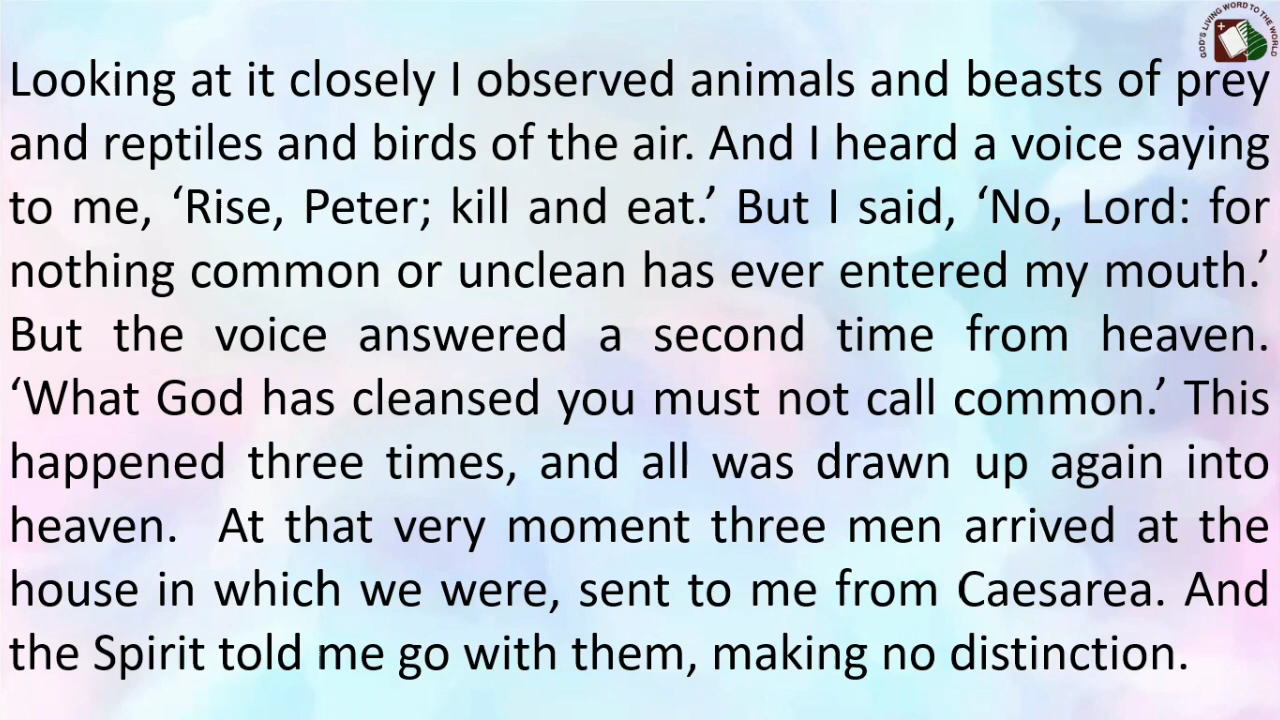 GOD'S LIVING WORD TO THE WORLD
Looking at it closely I observed animals and beasts of prey
and reptiles and birds of the air. And I heard a voice saying
to me, ‘Rise, Peter; kill and eat.’ But I said, ‘No, Lord: for
nothing common or unclean has ever entered my mouth.’
But the voice answered a second time from heaven.
‘What God has cleansed you must not call common.’ This
happened three times, and all was drawn up again into
heaven.  At that very moment three men arrived at the
house in which we were, sent to me from Caesarea. And
the Spirit told me go with them, making no distinction.